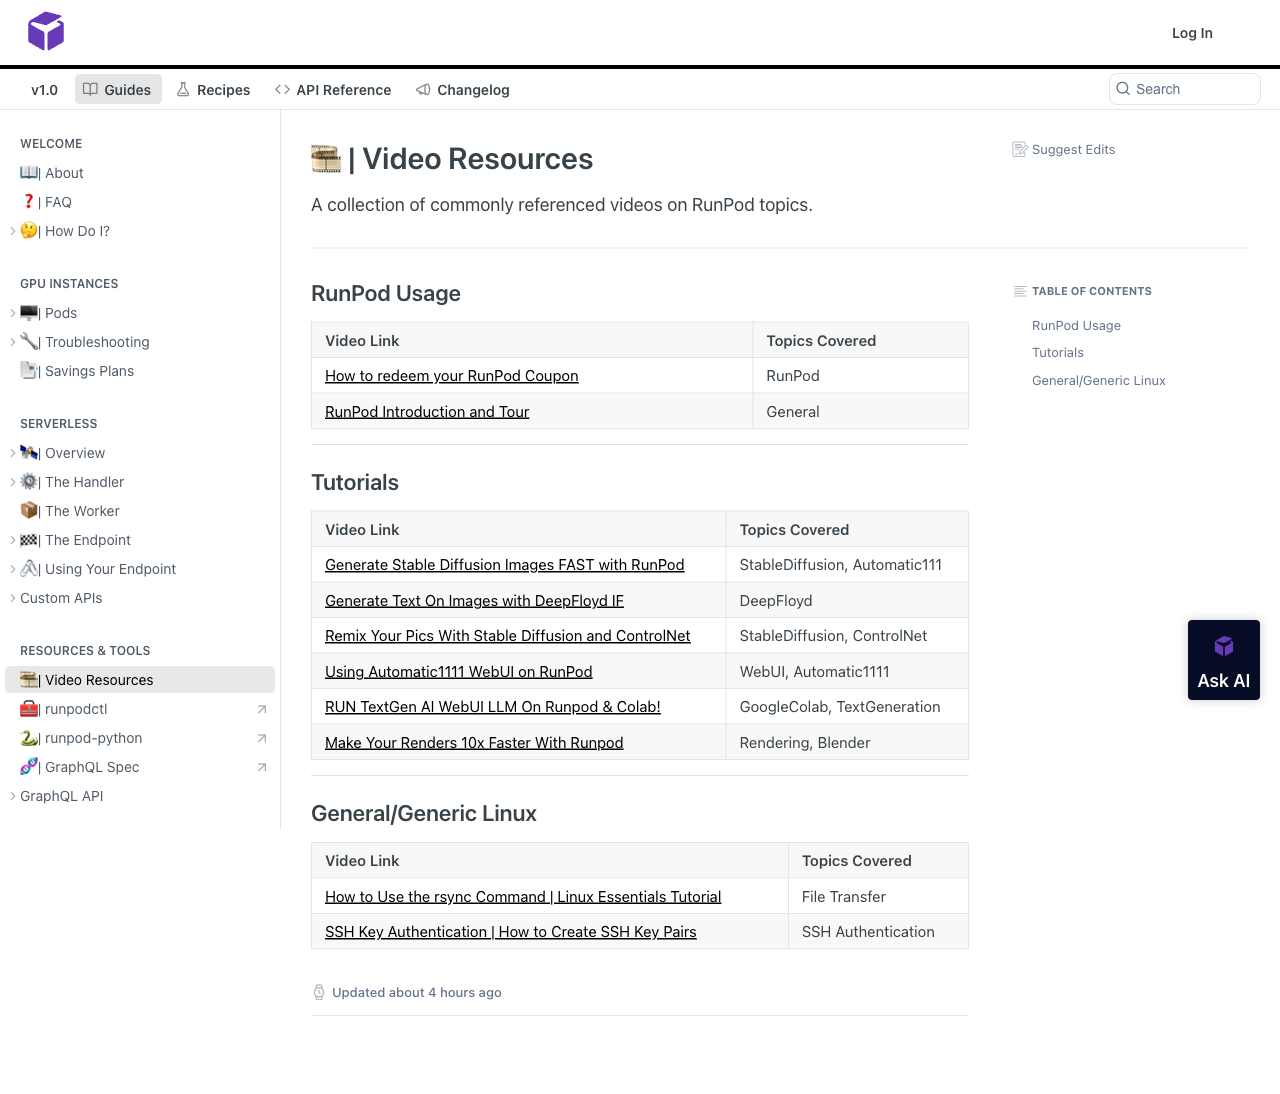 Log In
v1.0
Guides
Recipes
API Reference
Changelog
Search
WELCOME
| About
| FAQ
| How Do I?
GPU INSTANCES
| Pods
| Troubleshooting
| Savings Plans
SERVERLESS
| Overview
| The Handler
| The Worker
| The Endpoint
| Using Your Endpoint
Custom APIs
RESOURCES & TOOLS
| Video Resources
| runpodctl
| runpod-python
| GraphQL Spec
GraphQL API
| Video Resources
A collection of commonly referenced videos on RunPod topics.
RunPod Usage
Video Link Topics Covered
How to redeem your RunPod Coupon RunPod
RunPod Introduction and Tour General
Tutorials
Video Link Topics Covered
Generate Stable Diffusion Images FAST with RunPod StableDiffusion, Automatic111
Generate Text On Images with DeepFloyd IF DeepFloyd
Remix Your Pics With Stable Diffusion and ControlNet StableDiffusion, ControlNet
Using Automatic1111 WebUI on RunPod WebUI, Automatic1111
RUN TextGen AI WebUI LLM On Runpod & Colab! GoogleColab, TextGeneration
Make Your Renders 10x Faster With Runpod Rendering, Blender
General/Generic Linux
Video Link Topics Covered
How to Use the rsync Command | Linux Essentials Tutorial File Transfer
SSH Key Authentication | How to Create SSH Key Pairs SSH Authentication
Updated about 4 hours ago
Suggest Edits
TABLE OF CONTENTS
RunPod Usage
Tutorials
General/Generic Linux
Ask AI